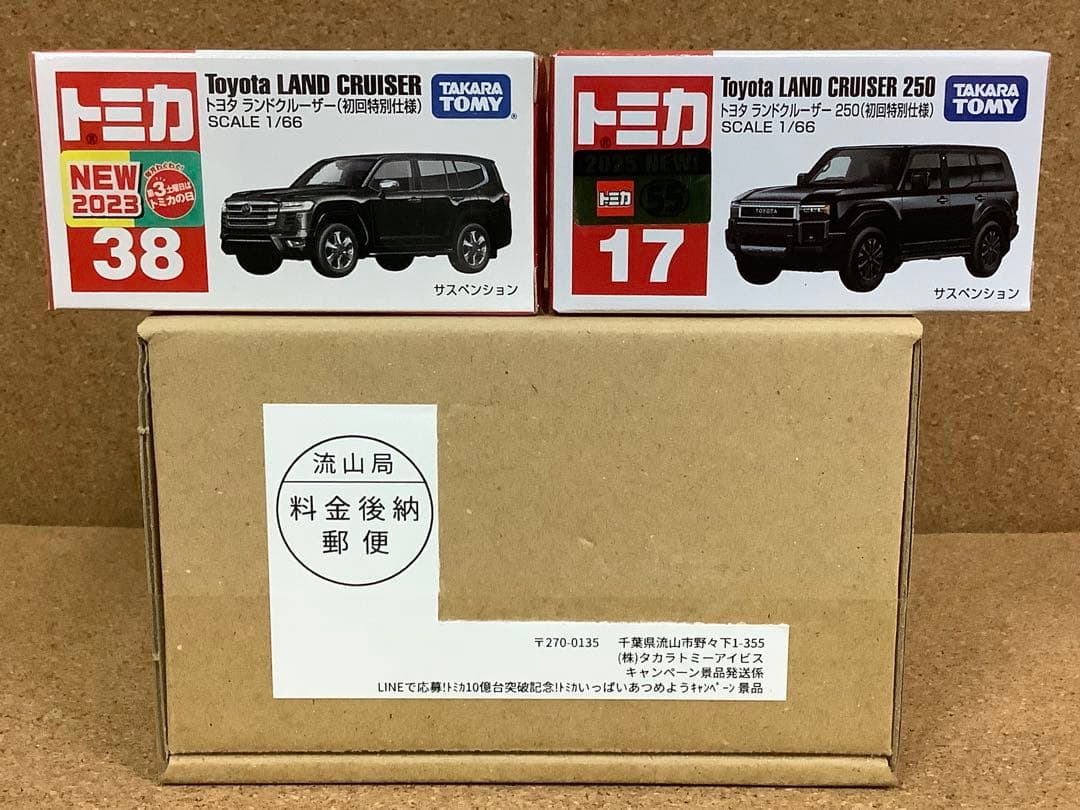 トミカ
Toyota LAND CRUISER
トヨタ ランドクルーザー(初回特別仕様)
SCALE 1/66
TAKARA
TOMY
NEW
2023
第3土曜日は
トミカの日
38
サスペンション
トミカ
Toyota LAND CRUISER 250
トヨタ ランドクルーザー 250(初回特別仕様)
SCALE 1/66
TAKARA
TOMY
2025 NEW!
トミカ
55
17
TOYOTA
サスペンション
流山局
料金後納
郵便
〒270-0135 千葉県流山市野々下1-355
(株)タカラトミーアイビス
キャンペーン景品発送係
LINEで応募!ﾄﾐｶ10億台突破記念!ﾄﾐｶいっぱいあつめようｷｬﾝﾍﾟｰﾝ 景品